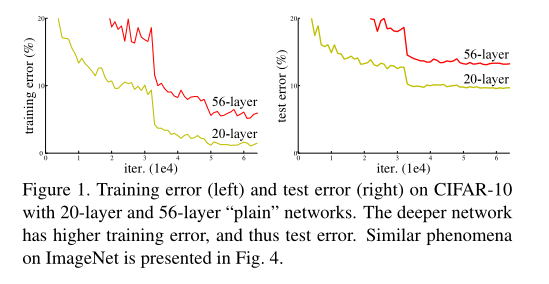 20
10
0
0 1 2 3 4 5 6
iter. (1e4)
training error (%)
56-layer
20-layer
20
10
0
0 1 2 3 4 5 6
iter. (1e4)
test error (%)
56-layer
20-layer
Figure 1. Training error (left) and test error (right) on CIFAR-10
with 20-layer and 56-layer “plain” networks. The deeper network
has higher training error, and thus test error. Similar phenomena
on ImageNet is presented in Fig. 4.